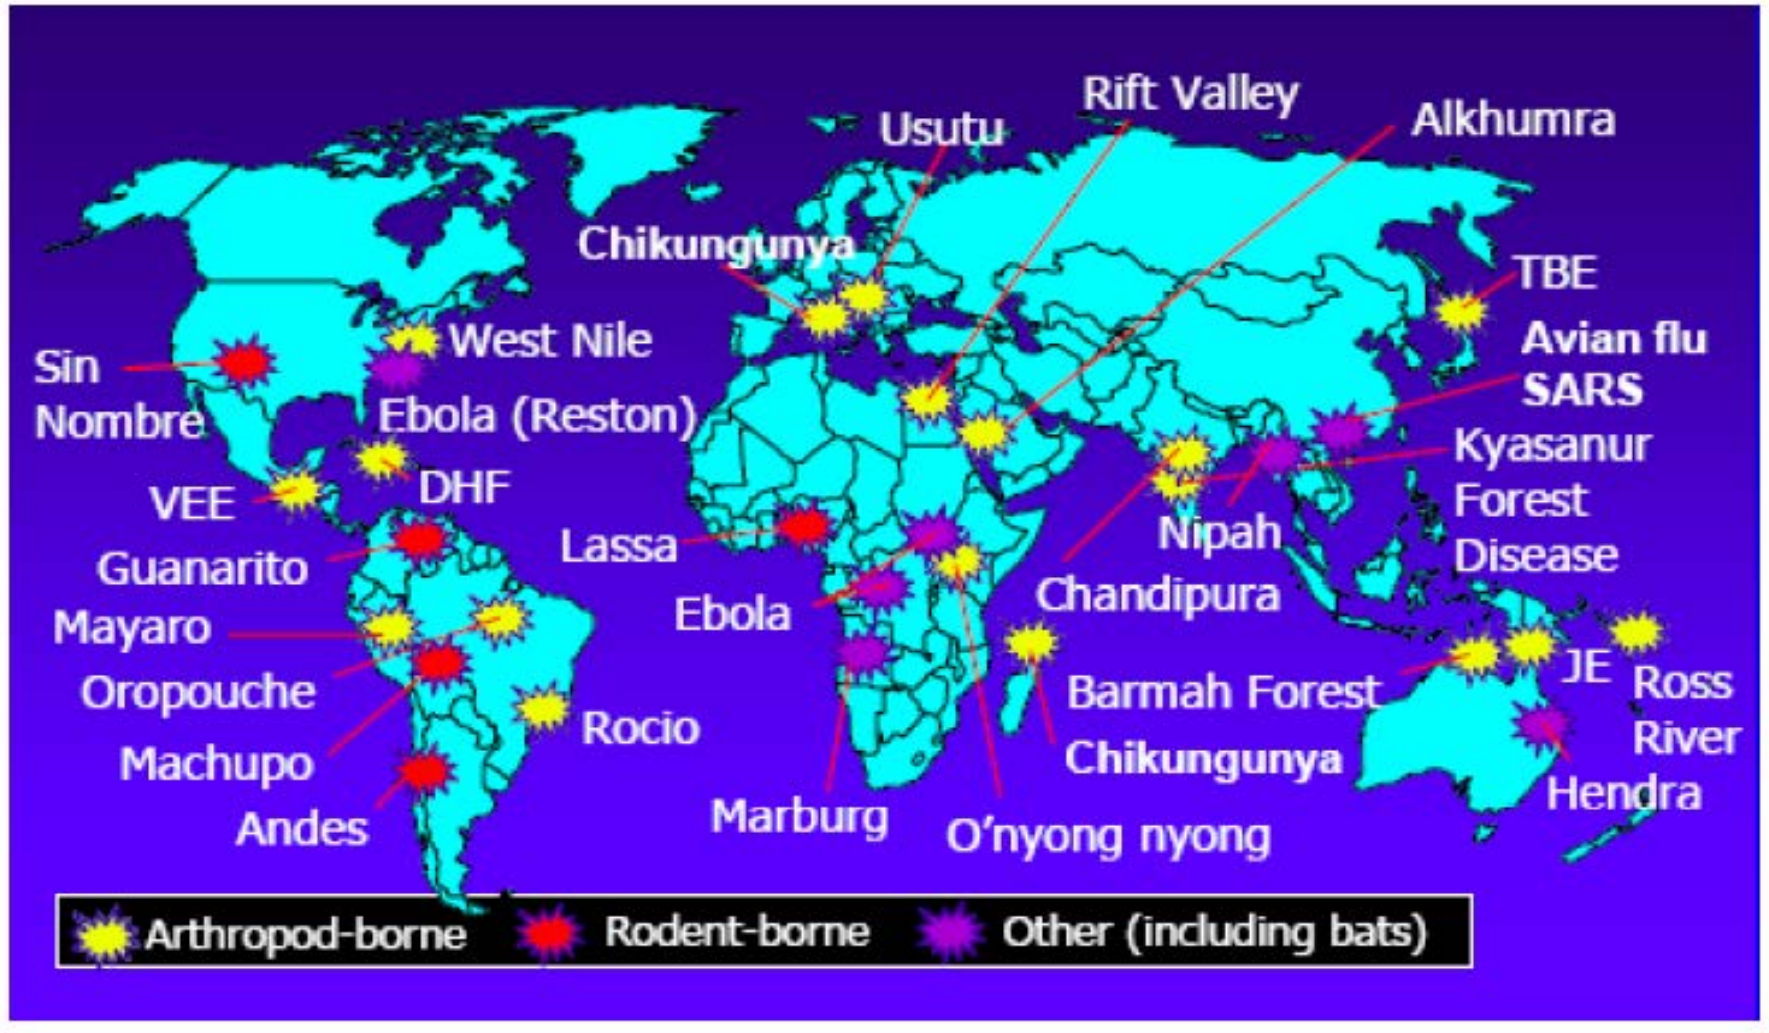 Rift Valley
Alkhumra
Usutu
Chikungunya
TBE
West Nile
Avian flu
SARS
Sin
Nombre
Ebola (Reston)
Kyasanur
Forest
Disease
VEE
DHF
Lassa
Nipah
Guanarito
Chandipura
Ebola
Mayaro
JE
Ross
River
Oropouche
Barmah Forest
Rocio
Machupo
Chikungunya
Hendra
Andes
Marburg
O'nyong nyong
Arthropod-borne
Rodent-borne
Other (including bats)